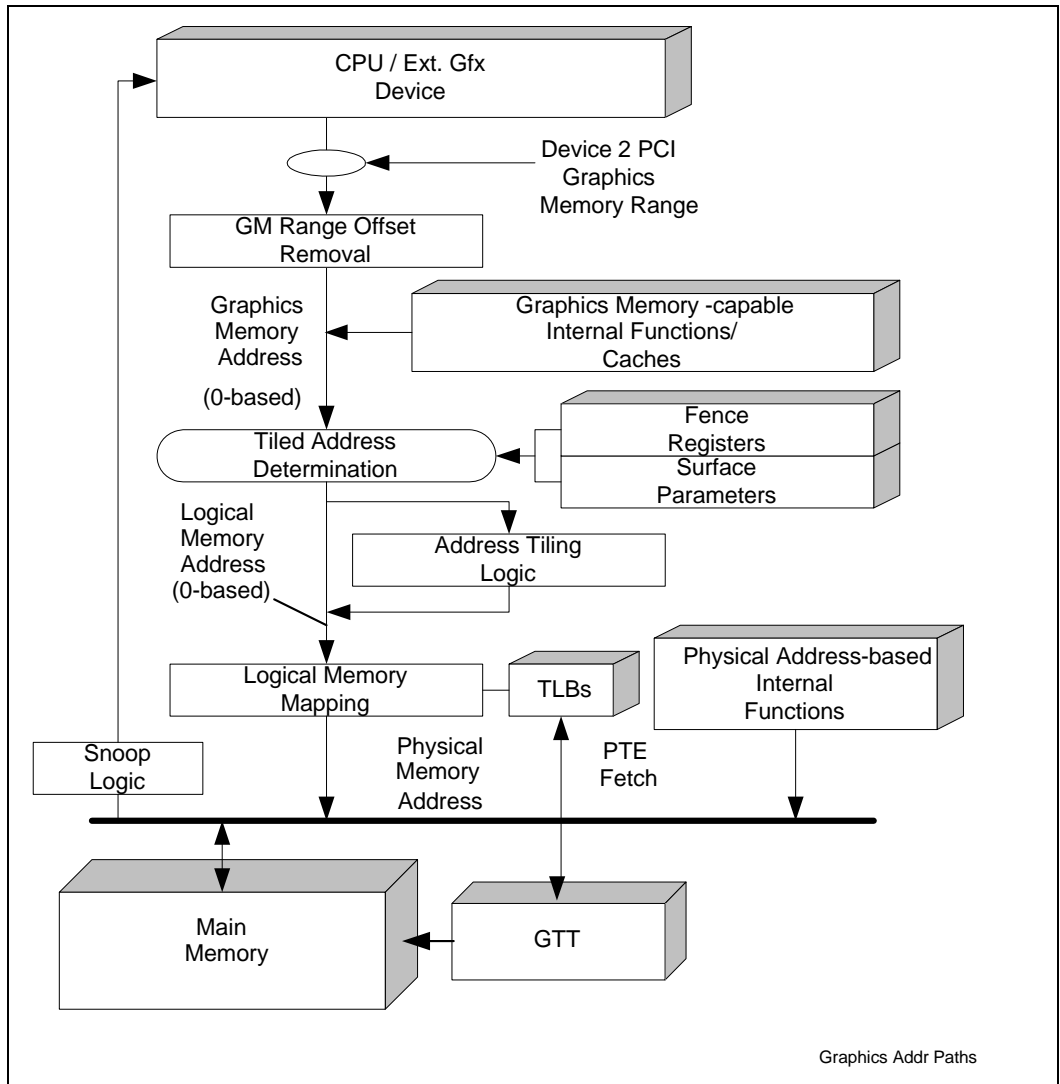 CPU / Ext. Gfx
Device
Device 2 PCI
Graphics
Memory Range
GM Range Offset
Removal
Graphics
Memory
Address
(0-based)
Graphics Memory -capable
Internal Functions/
Caches
Tiled Address
Determination
Fence
Registers
Surface
Parameters
Logical
Memory
Address
(0-based)
Address Tiling
Logic
Logical Memory
Mapping
TLBs
Physical Address-based
Internal
Functions
Snoop
Logic
Physical
Memory
Address
PTE
Fetch
Main
Memory
GTT
Graphics Addr Paths